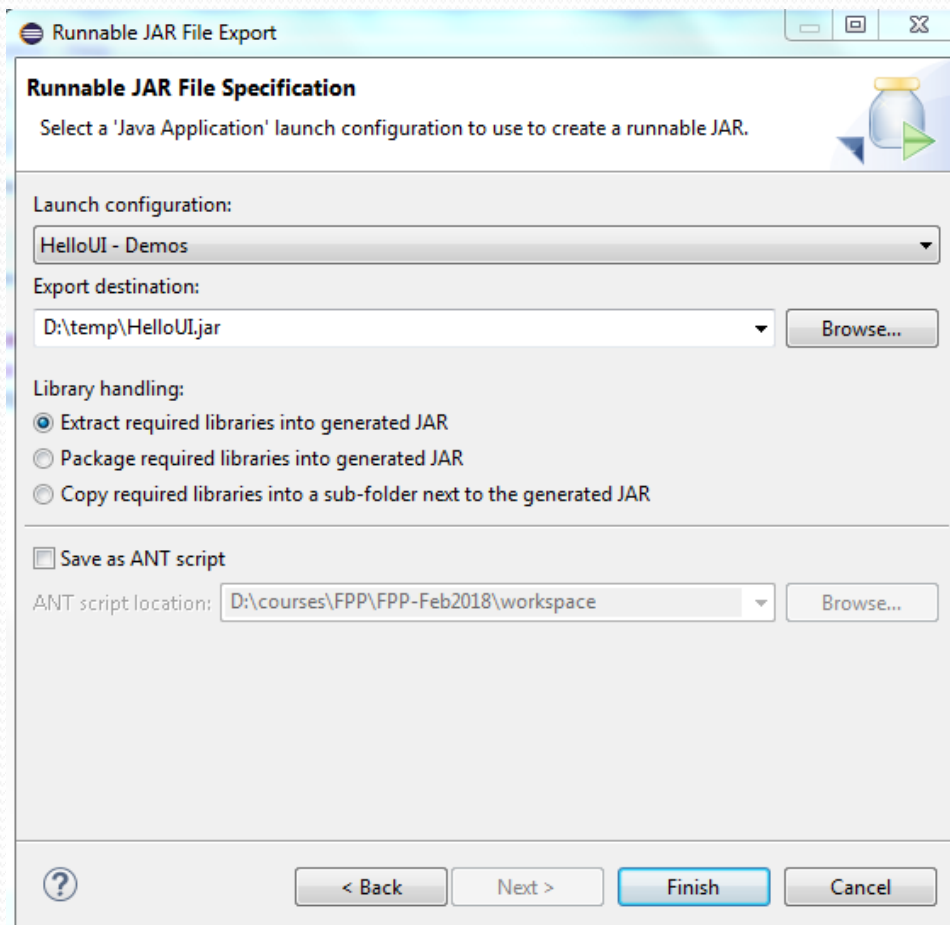 Runnable JAR File Export
Runnable JAR File Specification
Select a 'Java Application' launch configuration to use to create a runnable JAR.
Launch configuration:
HelloUI - Demos
Export destination:
D:\temp\HelloUI.jar
Browse...
Library handling:
Extract required libraries into generated JAR
Package required libraries into generated JAR
Copy required libraries into a sub-folder next to the generated JAR
Save as ANT script
ANT script location: D:\courses\FPP\FPP-Feb2018\workspace Browse...
? < Back Next > Finish Cancel